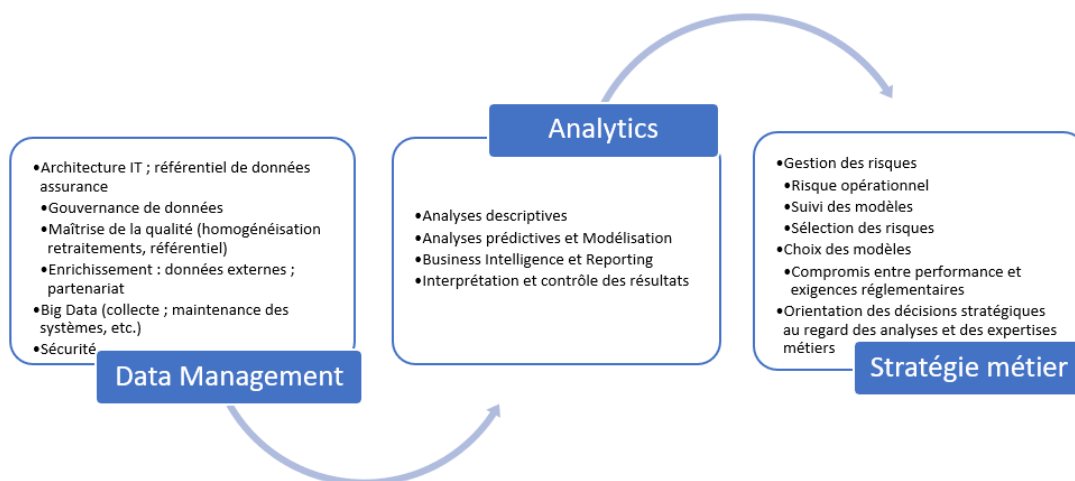 •Architecture IT ; référentiel de données
assurance
•Gouvernance de données
•Maîtrise de la qualité (homogénéisation
retraitements, référentiel)
•Enrichissement : données externes ;
partenariat
•Big Data (collecte ; maintenance des
systèmes, etc.)
•Sécurité
Data Management
Analytics
•Analyses descriptives
•Analyses prédictives et Modélisation
•Business Intelligence et Reporting
•Interprétation et contrôle des résultats
•Gestion des risques
•Risque opérationnel
•Suivi des modèles
•Sélection des risques
•Choix des modèles
•Compromis entre performance et
exigences réglementaires
•Orientation des décisions stratégiques
au regard des analyses et des expertises
métiers
Stratégie métier